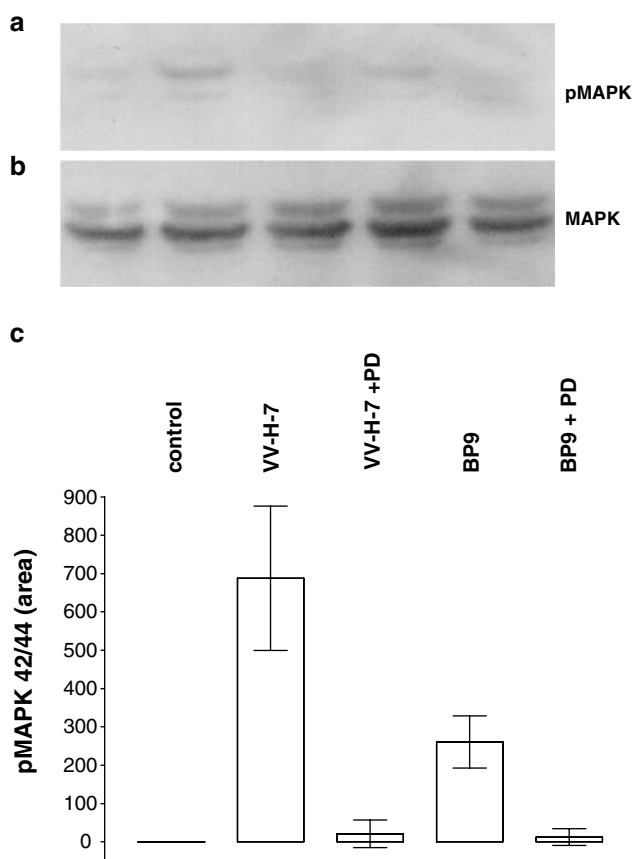 a
pMAPK
b
MAPK
c
control
VV-H-7
VV-H-7 +PD
BP9
BP9 + PD
pMAPK 42/44 (area)
900
800
700
600
500
400
300
200
100
0